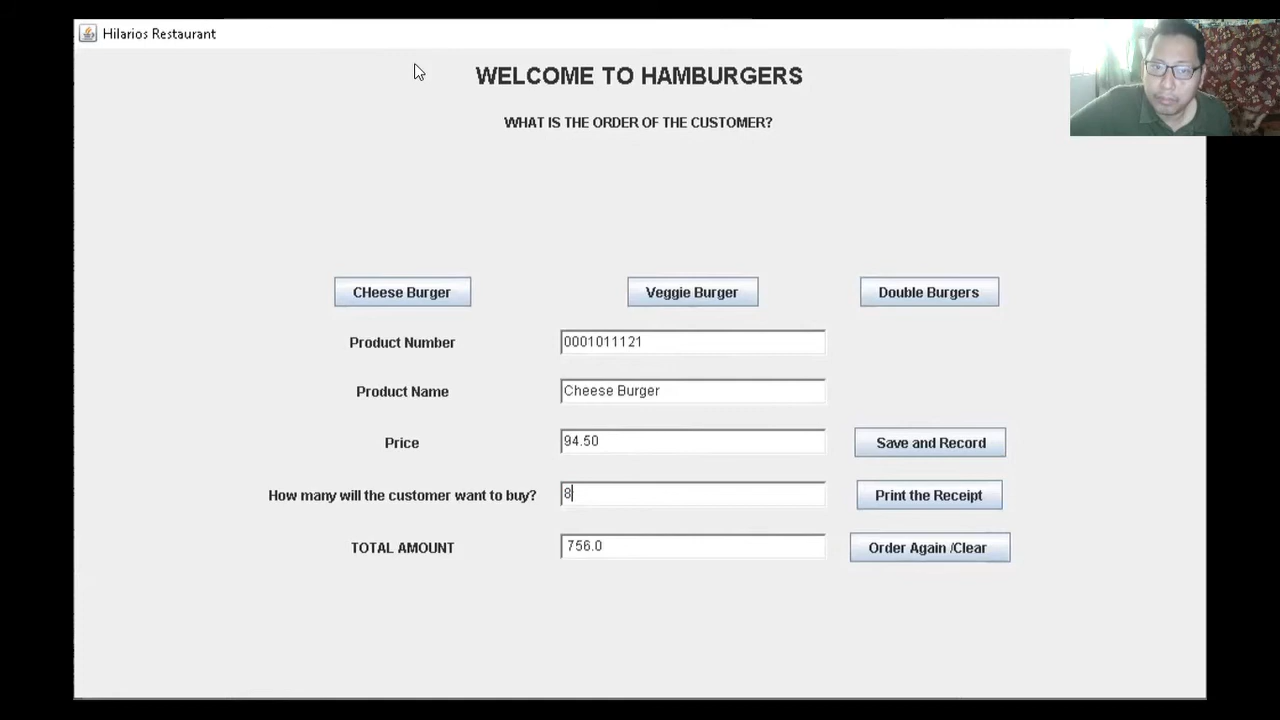 Hilarios Restaurant
WELCOME TO HAMBURGERS
WHAT IS THE ORDER OF THE CUSTOMER?
CHeese Burger
Veggie Burger
Double Burgers
Product Number
0001011121
Product Name
Cheese Burger
Price
94.50
Save and Record
How many will the customer want to buy?
8
Print the Receipt
TOTAL AMOUNT
756.0
Order Again /Clear